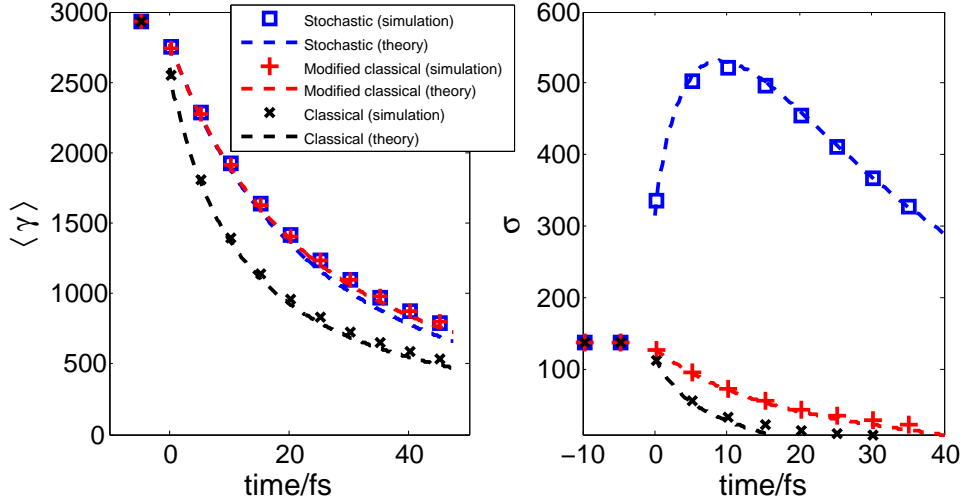 3000
2500
2000
1500
1000
500
0
⟨ γ ⟩
0
20
40
time/fs
Stochastic (simulation)
Stochastic (theory)
Modified classical (simulation)
Modified classical (theory)
Classical (simulation)
Classical (theory)
600
500
400
300
200
100
σ
−10
0
10
20
30
40
time/fs